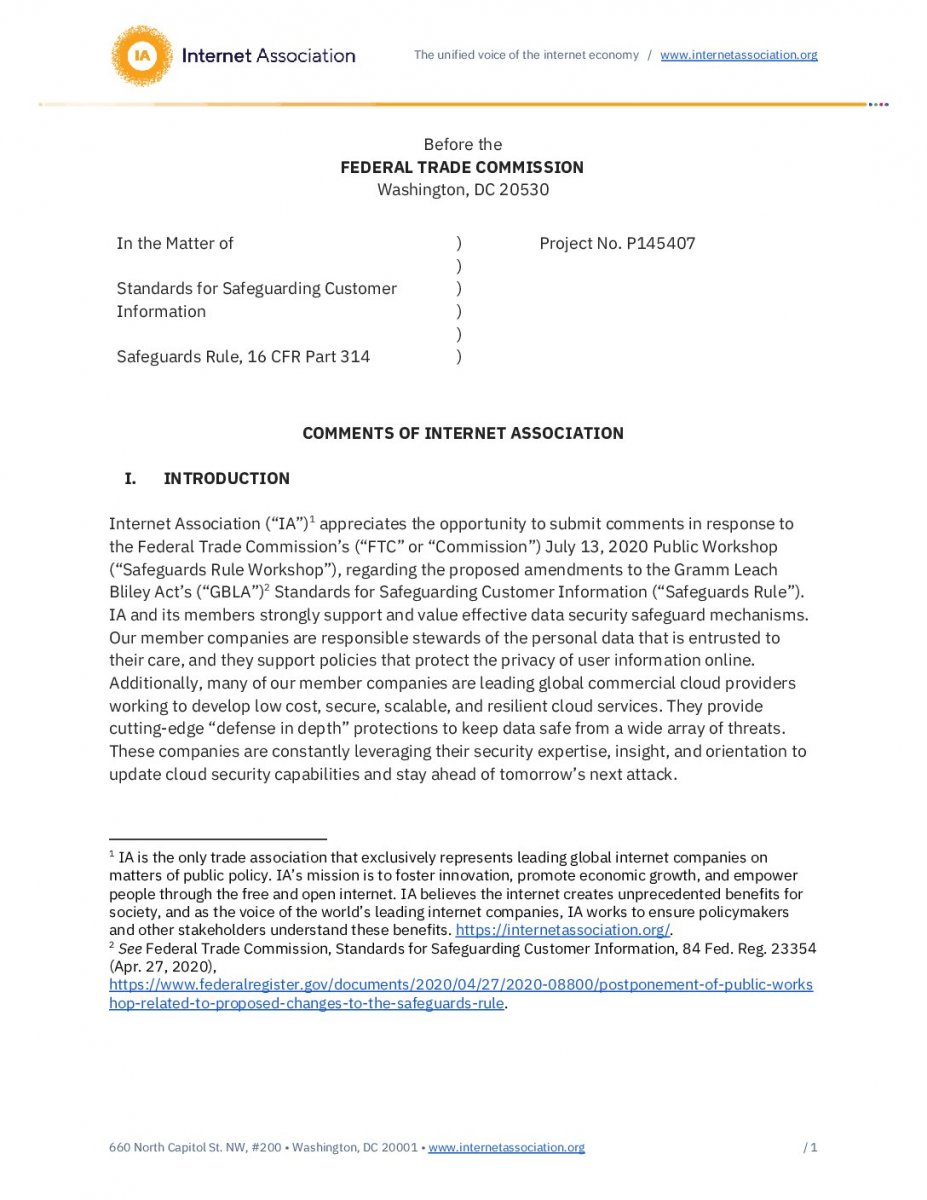 IA Internet Association The unified voice of the internet economy / www.internetassociation.org
Before the
FEDERAL TRADE COMMISSION
Washington, DC 20530
In the Matter of ) Project No. P145407
)
Standards for Safeguarding Customer )
Information )
)
Safeguards Rule, 16 CFR Part 314 )
COMMENTS OF INTERNET ASSOCIATION
I. INTRODUCTION
Internet Association (“IA”)1 appreciates the opportunity to submit comments in response to
the Federal Trade Commission’s (“FTC” or “Commission”) July 13, 2020 Public Workshop
(“Safeguards Rule Workshop”), regarding the proposed amendments to the Gramm Leach
Bliley Act’s (“GBLA”)2 Standards for Safeguarding Customer Information (“Safeguards Rule”).
IA and its members strongly support and value effective data security safeguard mechanisms.
Our member companies are responsible stewards of the personal data that is entrusted to
their care, and they support policies that protect the privacy of user information online.
Additionally, many of our member companies are leading global commercial cloud providers
working to develop low cost, secure, scalable, and resilient cloud services. They provide
cutting-edge “defense in depth” protections to keep data safe from a wide array of threats.
These companies are constantly leveraging their security expertise, insight, and orientation to
update cloud security capabilities and stay ahead of tomorrow’s next attack.
1 IA is the only trade association that exclusively represents leading global internet companies on
matters of public policy. IA’s mission is to foster innovation, promote economic growth, and empower
people through the free and open internet. IA believes the internet creates unprecedented benefits for
society, and as the voice of the world’s leading internet companies, IA works to ensure policymakers
and other stakeholders understand these benefits. https://internetassociation.org/.
2 See Federal Trade Commission, Standards for Safeguarding Customer Information, 84 Fed. Reg. 23354
(Apr. 27, 2020),
https://www.federalregister.gov/documents/2020/04/27/2020-08800/postponement-of-public-works
hop-related-to-proposed-changes-to-the-safeguards-rule.
660 North Capitol St. NW, #200 • Washington, DC 20001 • www.internetassociation.org / 1